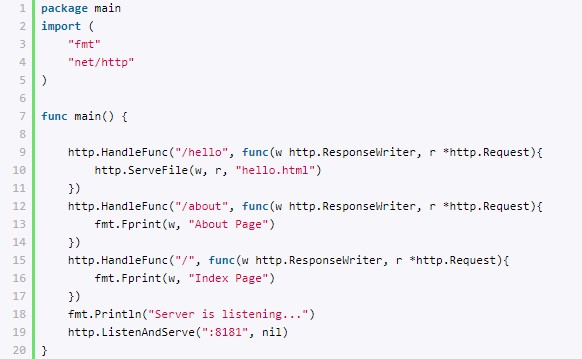 1 package main
2 import (
3     "fmt"
4     "net/http"
5 )
6
7 func main() {
8
9     http.HandleFunc("/hello", func(w http.ResponseWriter, r *http.Request){
10         http.ServeFile(w, r, "hello.html")
11     })
12     http.HandleFunc("/about", func(w http.ResponseWriter, r *http.Request){
13         fmt.Fprint(w, "About Page")
14     })
15     http.HandleFunc("/", func(w http.ResponseWriter, r *http.Request){
16         fmt.Fprint(w, "Index Page")
17     })
18     fmt.Println("Server is listening...")
19     http.ListenAndServe(":8181", nil)
20 }